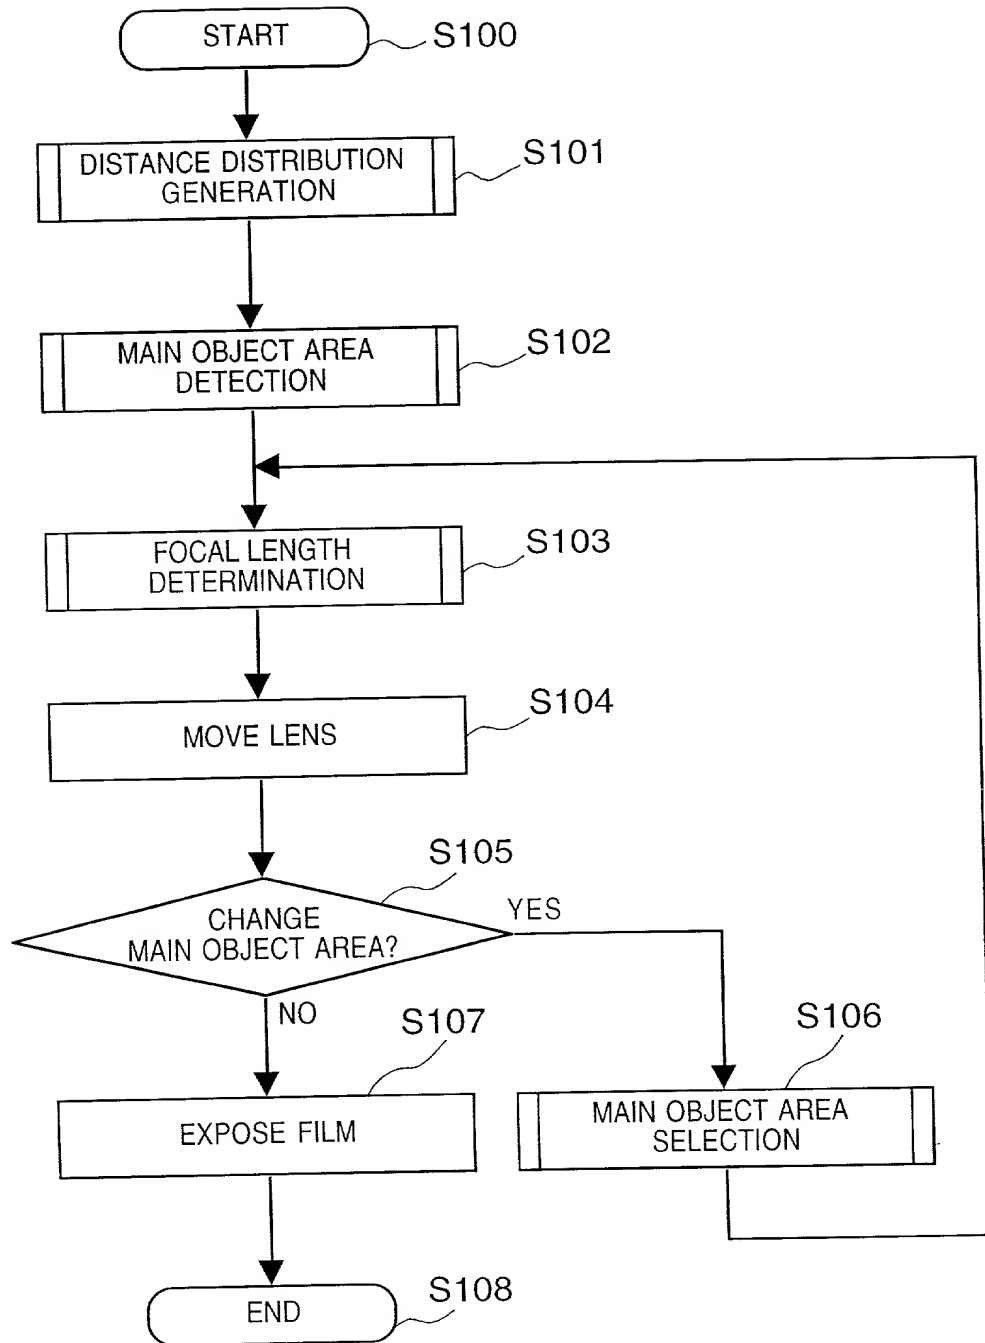 START
S100
DISTANCE DISTRIBUTION
GENERATION
S101
MAIN OBJECT AREA
DETECTION
S102
FOCAL LENGTH
DETERMINATION
S103
MOVE LENS
S104
S105
CHANGE
MAIN OBJECT AREA?
YES
NO
S107
EXPOSE FILM
S106
MAIN OBJECT AREA
SELECTION
END
S108